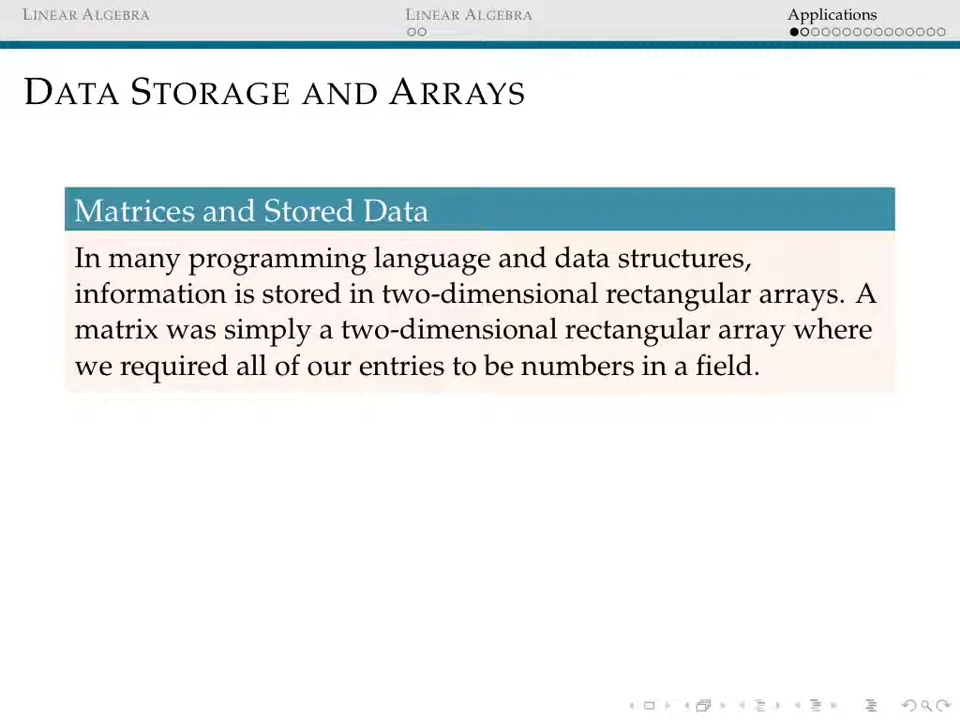 LINEAR ALGEBRA LINEAR ALGEBRA Applications
DATA STORAGE AND ARRAYS
Matrices and Stored Data
In many programming language and data structures,
information is stored in two-dimensional rectangular arrays. A
matrix was simply a two-dimensional rectangular array where
we required all of our entries to be numbers in a field.